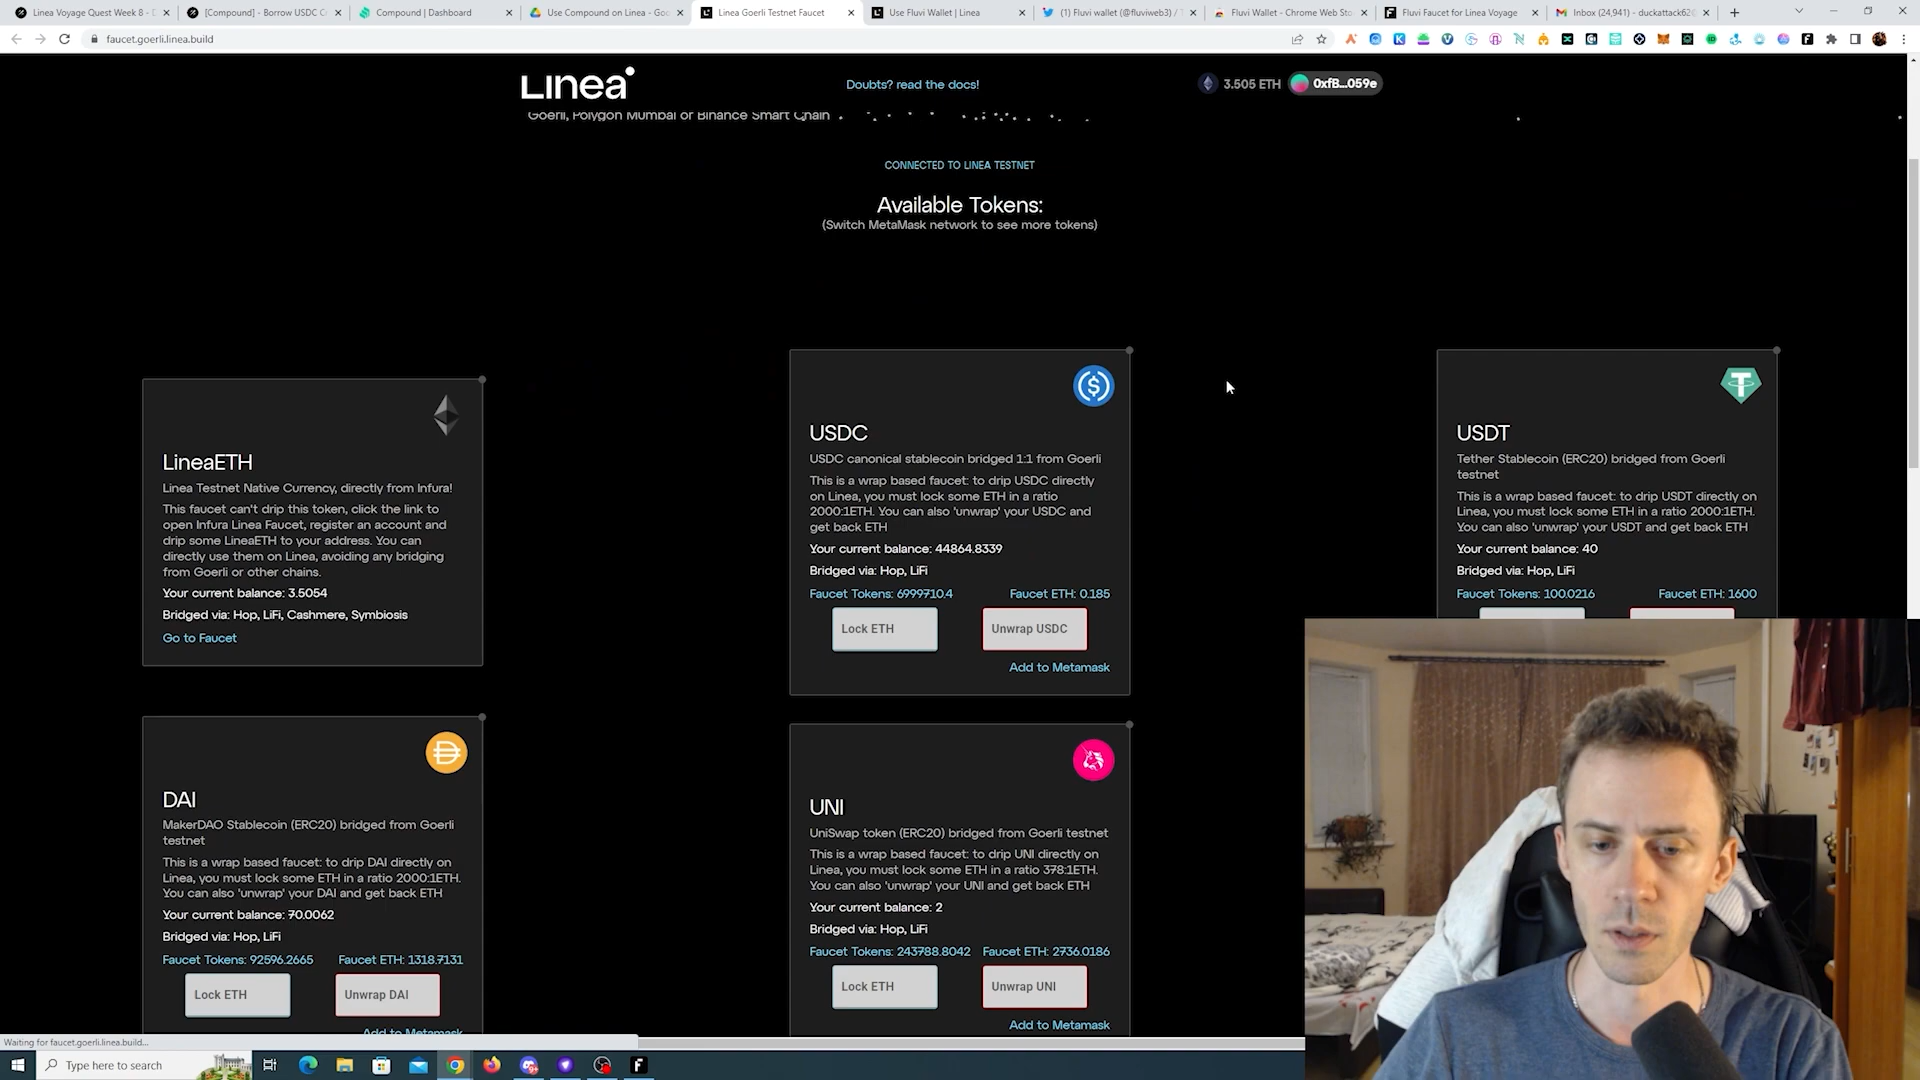 Linea Voyage Quest Week 8 - D
[Compound] - Borrow USDC C
Compound | Dashboard
Use Compound on Linea - Goo
Linea Goerli Testnet Faucet
Use Fluvi Wallet | Linea
(1) Fluvi wallet (@fluviweb3) / T
Fluvi Wallet - Chrome Web Sto
Fluvi Faucet for Linea Voyage
Inbox (24,941) - duckattack62@
faucet.goerli.linea.build
Linea
Doubts? read the docs!
3.505 ETH
0xfB...059e
Goerli, Polygon Mumbai or Binance Smart Chain
CONNECTED TO LINEA TESTNET
Available Tokens:
(Switch MetaMask network to see more tokens)
LineaETH
Linea Testnet Native Currency, directly from Infura!
This faucet can't drip this token, click the link to
open Infura Linea Faucet, register an account and
drip some LineaETH to your address. You can
directly use them on Linea, avoiding any bridging
from Goerli or other chains.
Your current balance: 3.5054
Bridged via: Hop, LiFi, Cashmere, Symbiosis
Go to Faucet
USDC
USDC canonical stablecoin bridged 1:1 from Goerli
This is a wrap based faucet: to drip USDC directly
on Linea, you must lock some ETH in a ratio
2000:1ETH. You can also 'unwrap' your USDC and
get back ETH
Your current balance: 44864.8339
Bridged via: Hop, LiFi
Faucet Tokens: 6999710.4
Faucet ETH: 0.185
Lock ETH
Unwrap USDC
Add to Metamask
USDT
Tether Stablecoin (ERC20) bridged from Goerli
testnet
This is a wrap based faucet: to drip USDT directly on
Linea, you must lock some ETH in a ratio 2000:1ETH.
You can also 'unwrap' your USDT and get back ETH
Your current balance: 40
Bridged via: Hop, LiFi
Faucet Tokens: 100.0216
Faucet ETH: 1600
DAI
MakerDAO Stablecoin (ERC20) bridged from Goerli
testnet
This is a wrap based faucet: to drip DAI directly on
Linea, you must lock some ETH in a ratio 2000:1ETH.
You can also 'unwrap' your DAI and get back ETH
Your current balance: 70.0062
Bridged via: Hop, LiFi
Faucet Tokens: 92596.2665
Faucet ETH: 1318.7131
Lock ETH
Unwrap DAI
Add to Metamask
UNI
UniSwap token (ERC20) bridged from Goerli testnet
This is a wrap based faucet: to drip UNI directly on
Linea, you must lock some ETH in a ratio 378:1ETH.
You can also 'unwrap' your UNI and get back ETH
Your current balance: 2
Bridged via: Hop, LiFi
Faucet Tokens: 243788.8042
Faucet ETH: 2736.0186
Lock ETH
Unwrap UNI
Add to Metamask
Waiting for faucet.goerli.linea.build...
Type here to search